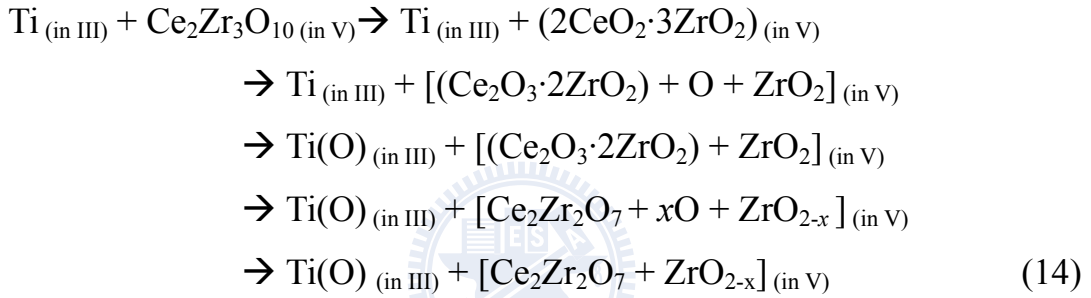 Ti (in III) + Ce₂Zr₃O₁₀ (in V) → Ti (in III) + (2CeO₂·3ZrO₂) (in V)
→ Ti (in III) + [(Ce₂O₃·2ZrO₂) + O + ZrO₂] (in V)
→ Ti(O) (in III) + [(Ce₂O₃·2ZrO₂) + ZrO₂] (in V)
→ Ti(O) (in III) + [Ce₂Zr₂O₇ + xO + ZrO₂₋ₓ] (in V)
→ Ti(O) (in III) + [Ce₂Zr₂O₇ + ZrO₂₋ₓ] (in V) (14)